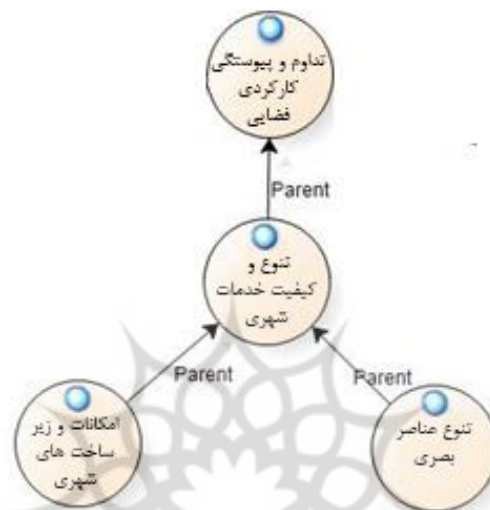 تداوم و پیوستگی
کارکردی
فضایی
Parent
تنوع و
کیفیت خدمات
شهری
Parent
Parent
امکانات و زیر
ساخت های
شهری
تنوع عناصر
بصری